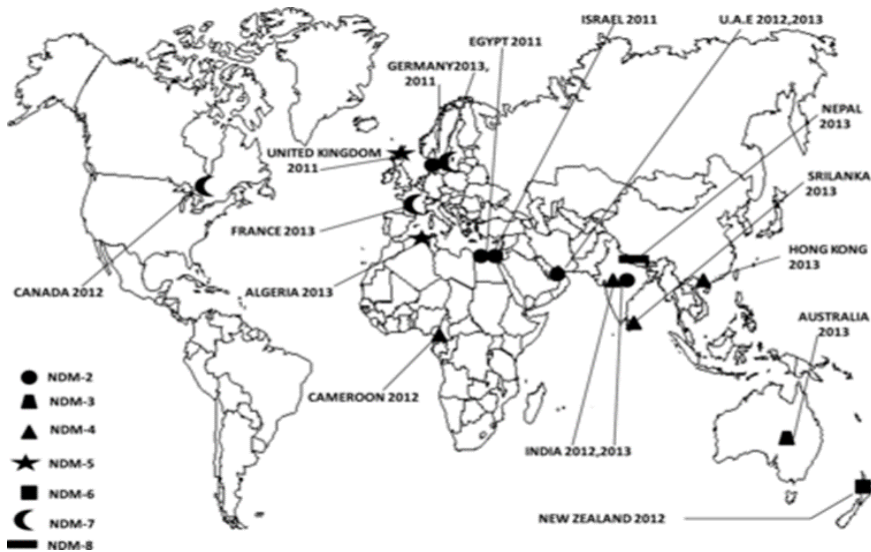 ISRAEL 2011
U.A.E 2012,2013
EGYPT 2011
GERMANY2013,
2011
NEPAL
2013
UNITED KINGDOM
2011
SRILANKA
2013
FRANCE 2013
HONG KONG
2013
CANADA 2012
ALGERIA 2013
AUSTRALIA
2013
CAMEROON 2012
INDIA 2012,2013
NEW ZEALAND 2012
NDM-2
NDM-3
NDM-4
NDM-5
NDM-6
NDM-7
NDM-8